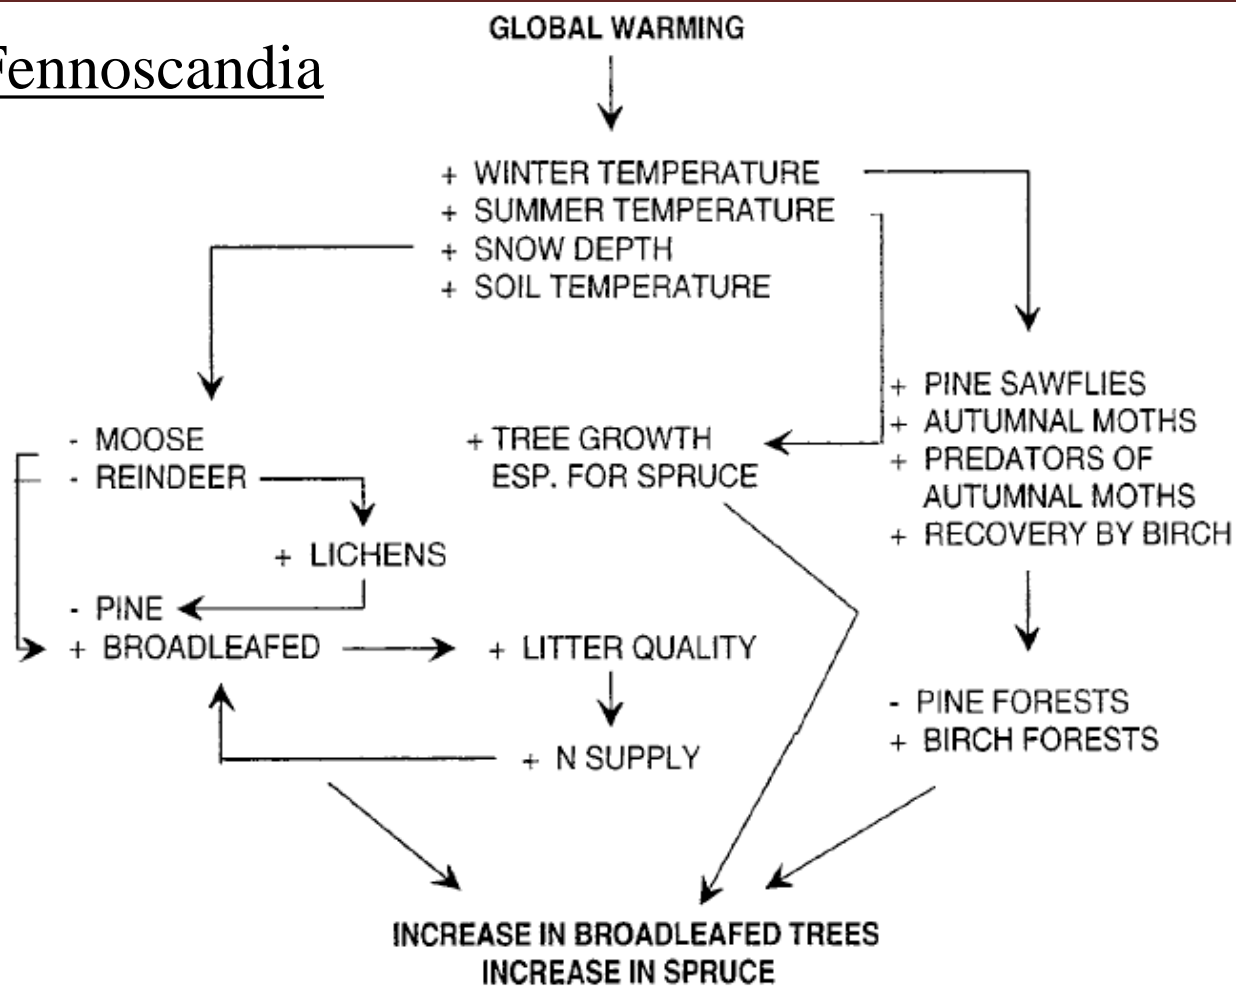 GLOBAL WARMING
Fennoscandia
+ WINTER TEMPERATURE
+ SUMMER TEMPERATURE
+ SNOW DEPTH
+ SOIL TEMPERATURE
- MOOSE
- REINDEER
+ LICHENS
- PINE
+ BROADLEAFED
+ TREE GROWTH
ESP. FOR SPRUCE
+ LITTER QUALITY
+ N SUPPLY
+ PINE SAWFLIES
+ AUTUMNAL MOTHS
+ PREDATORS OF
AUTUMNAL MOTHS
+ RECOVERY BY BIRCH
- PINE FORESTS
+ BIRCH FORESTS
INCREASE IN BROADLEAFED TREES
INCREASE IN SPRUCE